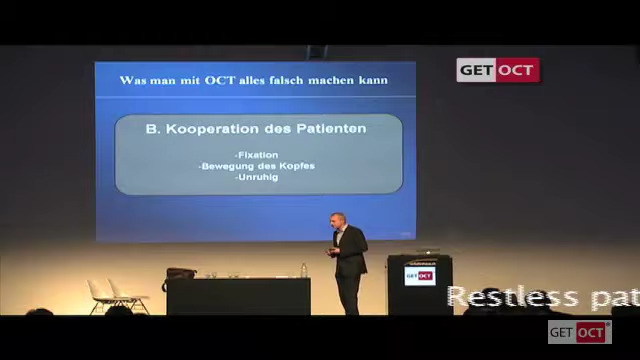 Was man mit OCT alles falsch machen kann
GET OCT
B. Kooperation des Patienten
-Fixation
-Bewegung des Kopfes
-Unruhig
GET OCT
Restless pat
GET OCT